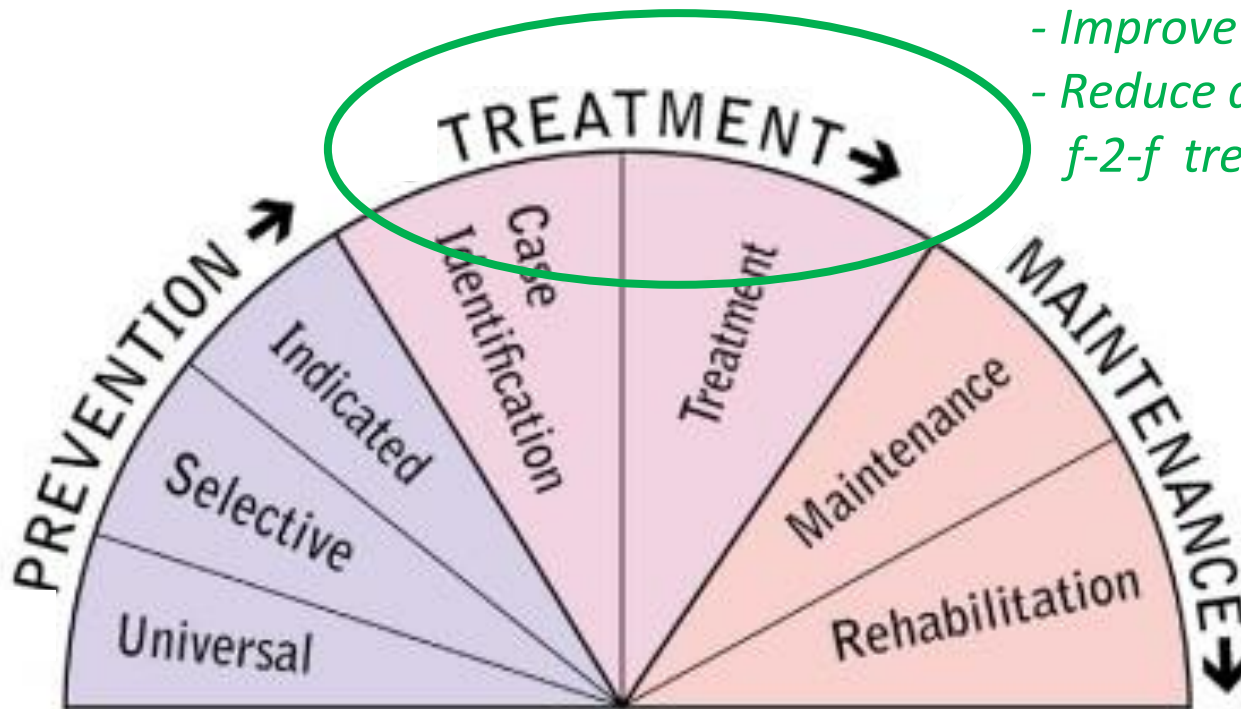 - Improve
- Reduce
f-2-f
TREATMENT
PREVENTION
MAINTENANCE
Case
Identification
Treatment
Indicated
Maintenance
Selective
Rehabilitation
Universal